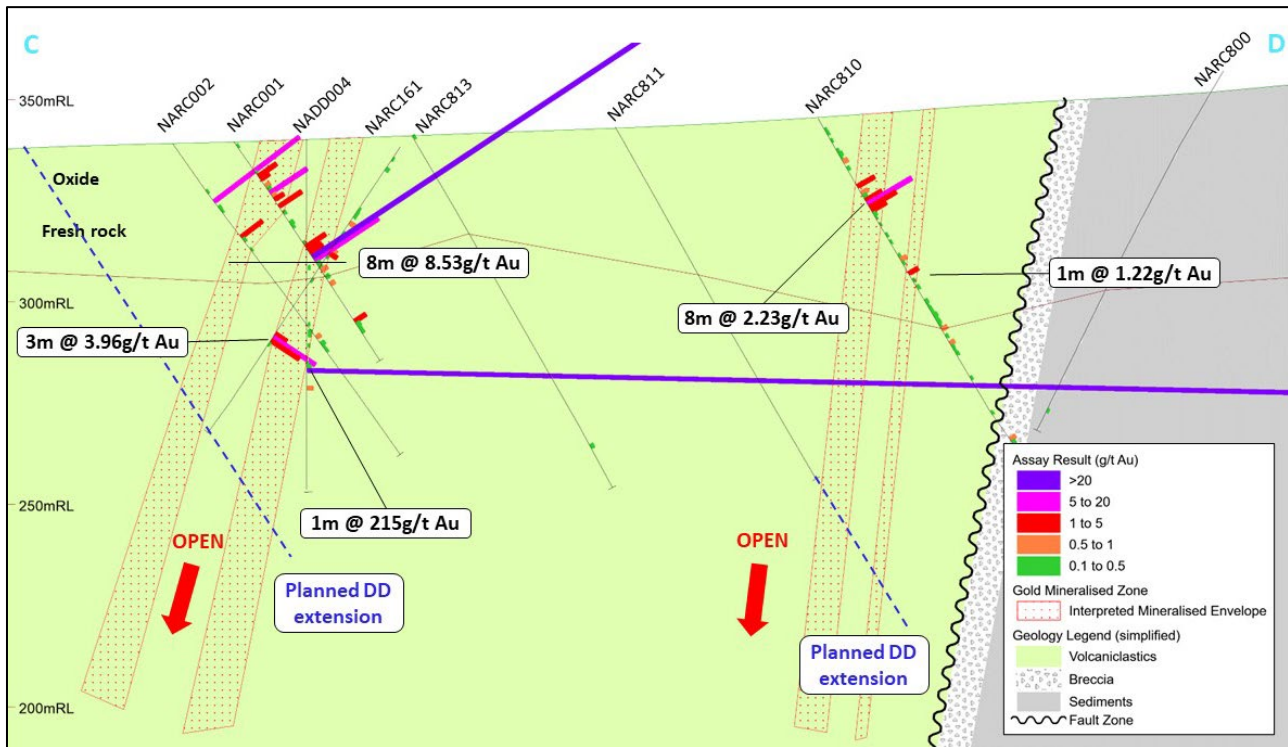 C
D
NARC002
NARC001
NADD004
NARC161
NARC813
NARC811
NARC810
NARC800
350mRL
Oxide
Fresh rock
8m @ 8.53g/t Au
1m @ 1.22g/t Au
300mRL
8m @ 2.23g/t Au
3m @ 3.96g/t Au
250mRL
1m @ 215g/t Au
OPEN
OPEN
Planned DD
extension
Planned DD
extension
200mRL
Assay Result (g/t Au)
>20
5 to 20
1 to 5
0.5 to 1
0.1 to 0.5
Gold Mineralised Zone
Interpreted Mineralised Envelope
Geology Legend (simplified)
Volcaniclastics
Breccia
Sediments
Fault Zone